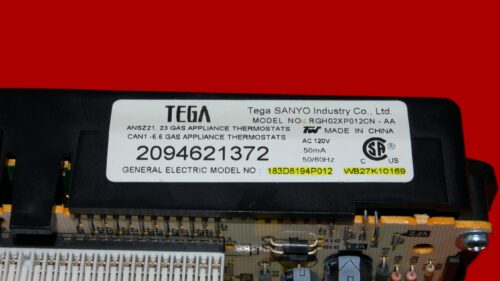 TEGA
Tega SANYO Industry Co., Ltd.
MODEL NO: RGH02XP012CN - AA
ANSZ21, 23 GAS APPLIANCE THERMOSTATS
CAN1 -6.6 GAS APPLIANCE THERMOSTATS
MADE IN CHINA
2094621372
AC 120V
50mA
50/60Hz
C US
GENERAL ELECTRIC MODEL NO : 183D8194P012 WB27K10169